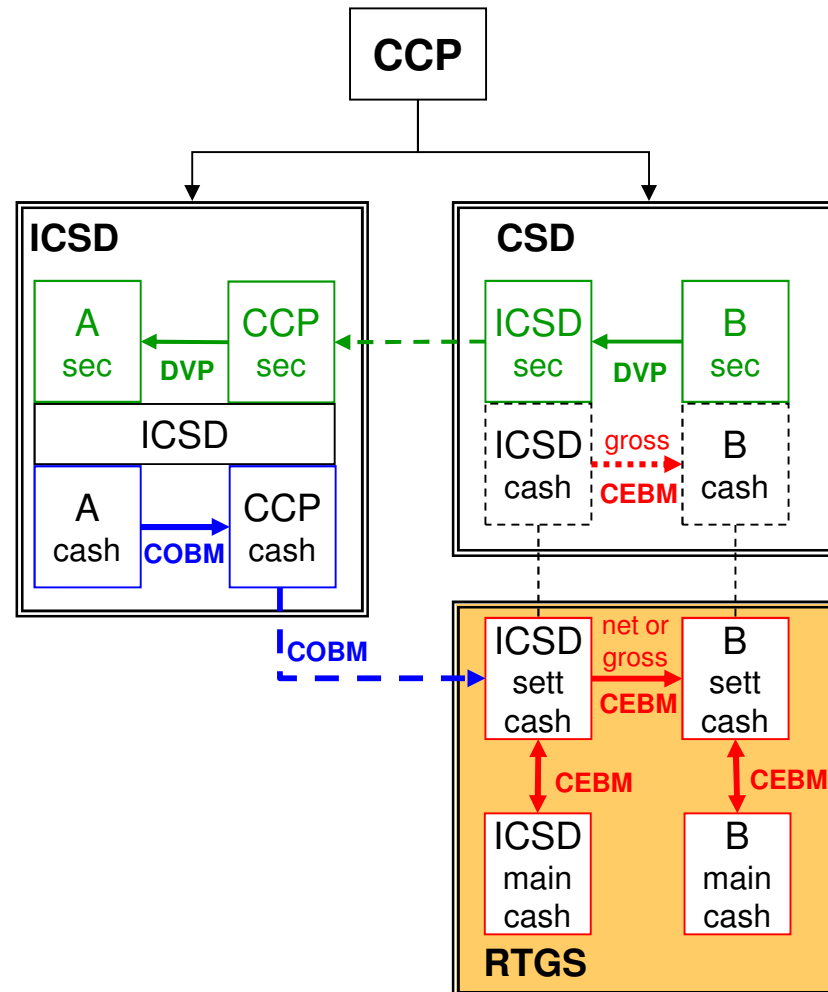 CCP
ICSD
A
sec
DVP
CCP
sec
ICSD
A
cash
COBM
CCP
cash
COBM
CSD
ICSD
sec
DVP
B
sec
ICSD
cash
gross
CEBM
B
cash
ICSD
sett
cash
net or
gross
CEBM
B
sett
cash
CEBM
CEBM
ICSD
main
cash
B
main
cash
RTGS